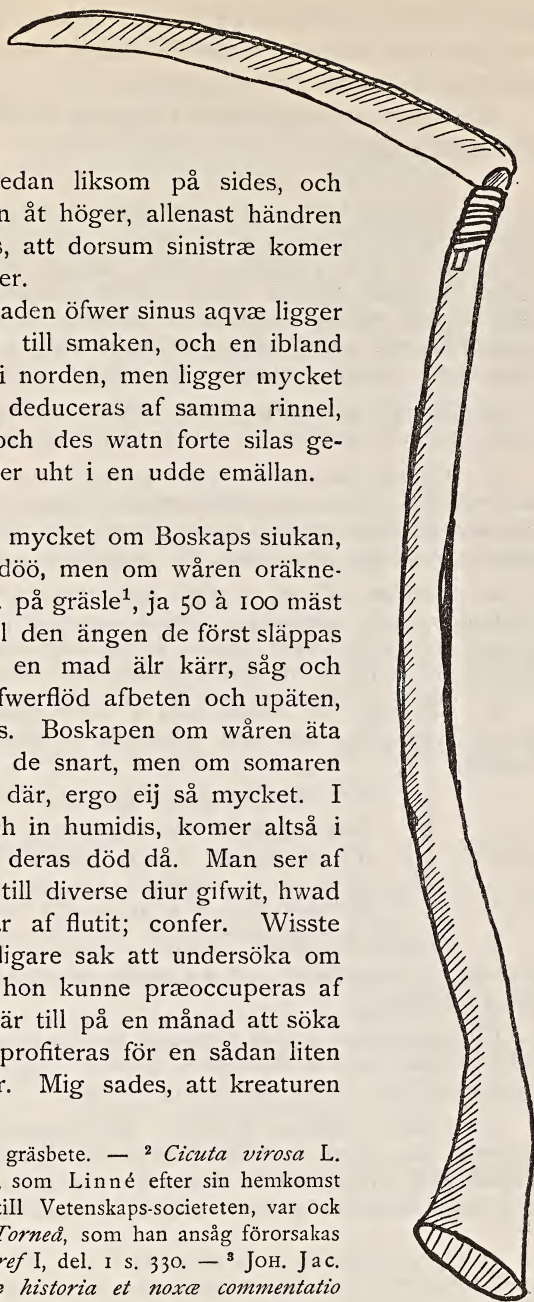 edan liksom på sides, och
n åt höger, allenast händren
s, att dorsum sinistræ komer
er.
aden öfwer sinus aqvæ ligger
till smaken, och en ibland
i norden, men ligger mycket
deduceras af samma rinnel,
och des watn forte silas ge-
er uht i en udde emällan.
mycket om Boskaps siukan,
döö, men om wåren oräkne-
. på gräsle¹, ja 50 à 100 mäst
l den ängen de först släppas
en mad älr kärr, såg och
fwerflöd afbeten och upäten,
s. Boskapen om wåren äta
de snart, men om somaren
där, ergo eij så mycket. I
h in humidis, komer altså i
deras död då. Man ser af
till diverse diur gifwit, hwad
r af flutit; confer. Wisste
ligare sak att undersöka om
hon kunne præoccuperas af
är till på en månad att söka
profiteras för en sådan liten
r. Mig sades, att kreaturen
gräsbete. — ² Cicuta virosa L.
, som Linné efter sin hemkomst
till Vetenskaps-societeten, var ock
Torneå, som han ansåg förorsakas
ref I, del. 1 s. 330. — ³ JOH. JAC.
e historia et noxæ commentatio